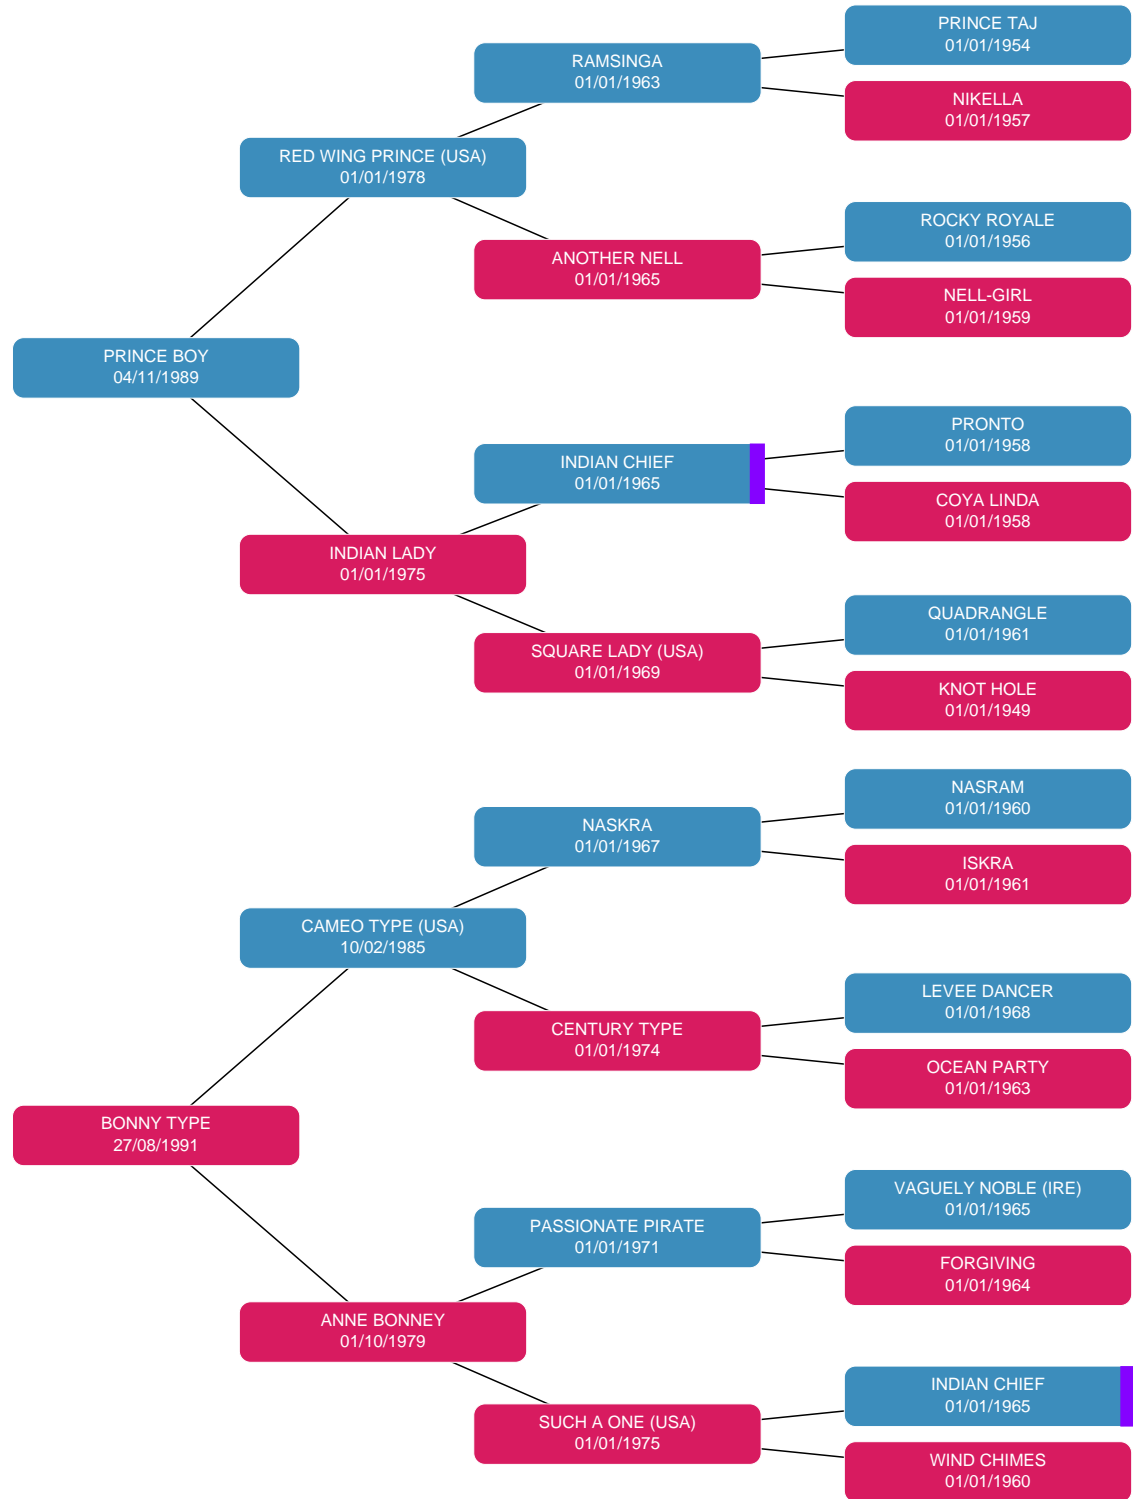 PRINCE TAJ
01/01/1954
RAMSINGA
01/01/1963
NIKELLA
01/01/1957
RED WING PRINCE (USA)
01/01/1978
ROCKY ROYALE
01/01/1956
ANOTHER NELL
01/01/1965
NELL-GIRL
01/01/1959
PRINCE BOY
04/11/1989
PRONTO
01/01/1958
INDIAN CHIEF
01/01/1965
COYA LINDA
01/01/1958
INDIAN LADY
01/01/1975
QUADRANGLE
01/01/1961
SQUARE LADY (USA)
01/01/1969
KNOT HOLE
01/01/1949
NASRAM
01/01/1960
NASKRA
01/01/1967
ISKRA
01/01/1961
CAMEO TYPE (USA)
10/02/1985
LEVEE DANCER
01/01/1968
CENTURY TYPE
01/01/1974
OCEAN PARTY
01/01/1963
BONNY TYPE
27/08/1991
VAGUELY NOBLE (IRE)
01/01/1965
PASSIONATE PIRATE
01/01/1971
FORGIVING
01/01/1964
ANNE BONNEY
01/10/1979
INDIAN CHIEF
01/01/1965
SUCH A ONE (USA)
01/01/1975
WIND CHIMES
01/01/1960